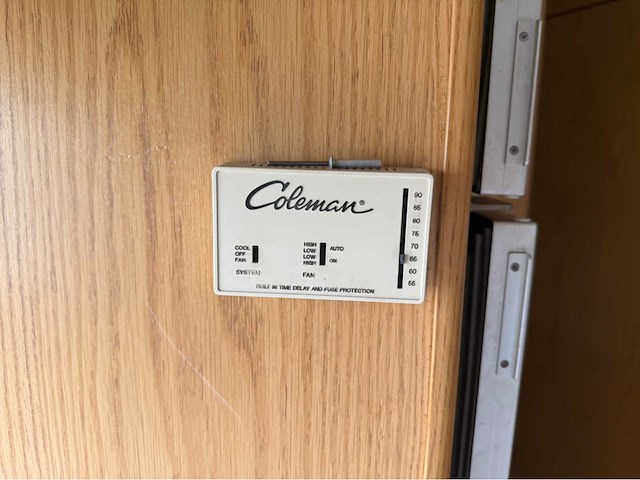 Coleman®
COOL
OFF
FAN
SYSTEM
HIGH
LOW
LOW
HIGH
AUTO
ON
FAN
90
85
80
75
70
65
60
55
BUILT IN TIME DELAY AND FUSE PROTECTION